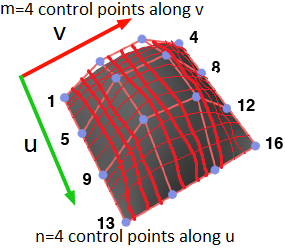 m=4 control points along v
v
4
8
1
5
12
u
9
16
13
n=4 control points along u